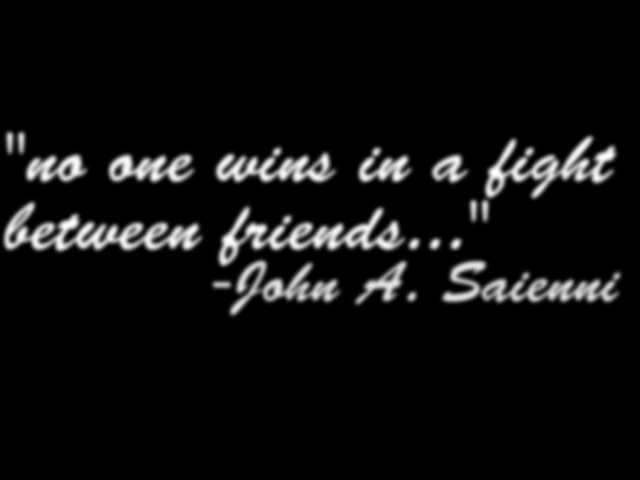 "no one wins in a fight
between friends..."
-John A. Saienni